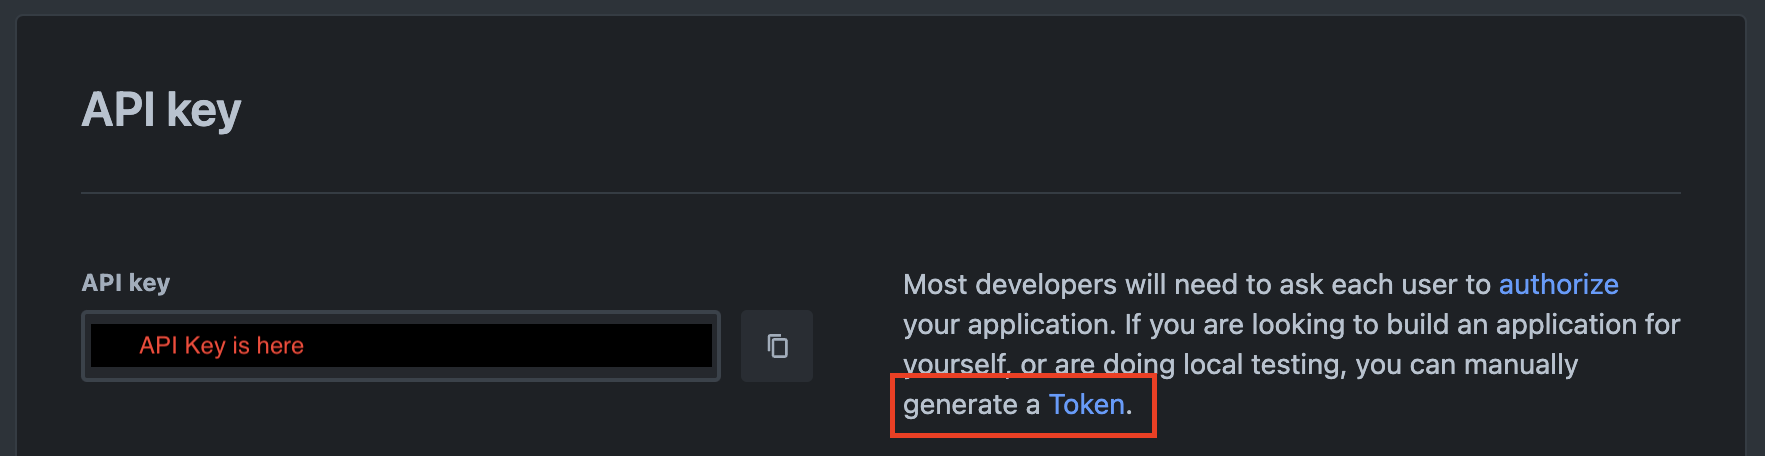 API key
API key
API Key is here
Most developers will need to ask each user to authorize
your application. If you are looking to build an application for
yourself, or are doing local testing, you can manually
generate a Token.